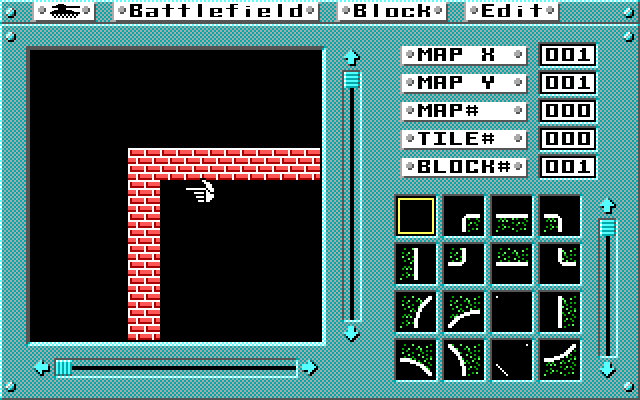 Battlefield Block Edit
MAP X 001
MAP Y 001
MAP# 000
TILE# 000
BLOCK# 001